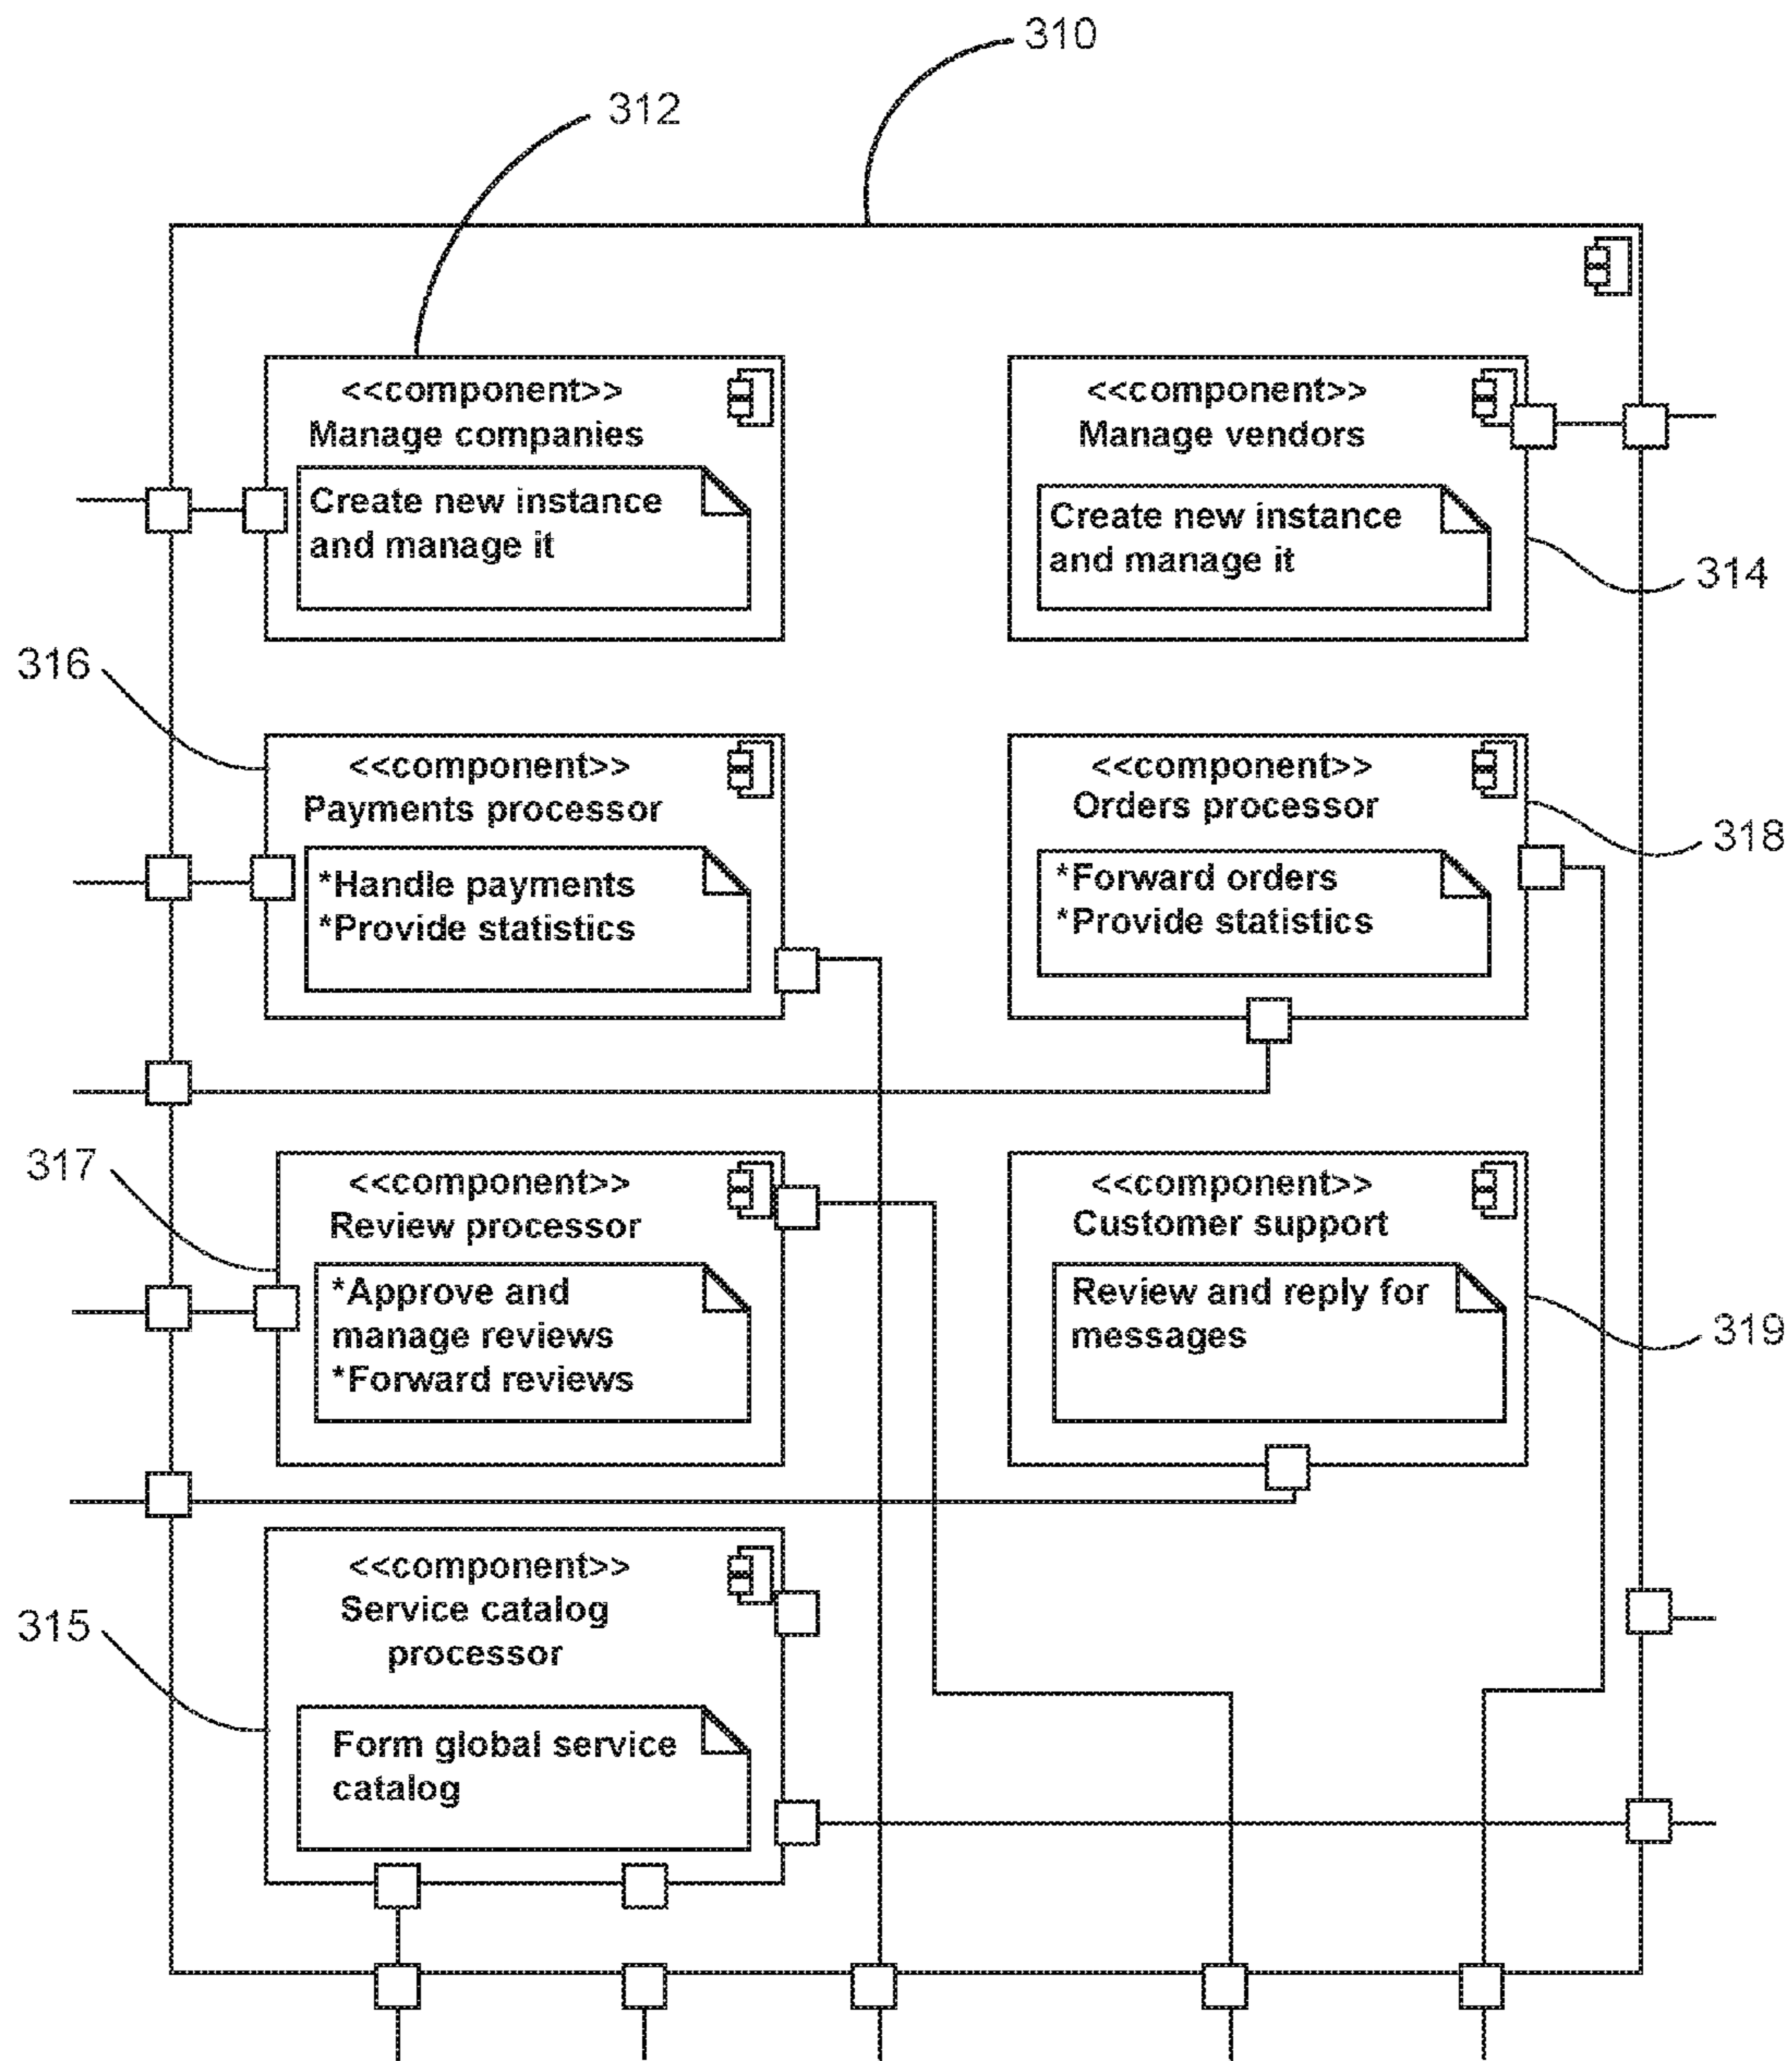 310
312
<<component>>
Manage companies
Create new instance
and manage it
<<component>>
Manage vendors
Create new instance
and manage it
314
316
<<component>>
Payments processor
*Handle payments
*Provide statistics
<<component>>
Orders processor
*Forward orders
*Provide statistics
318
317
<<component>>
Review processor
*Approve and
manage reviews
*Forward reviews
<<component>>
Customer support
Review and reply for
messages
319
315
<<component>>
Service catalog
processor
Form global service
catalog